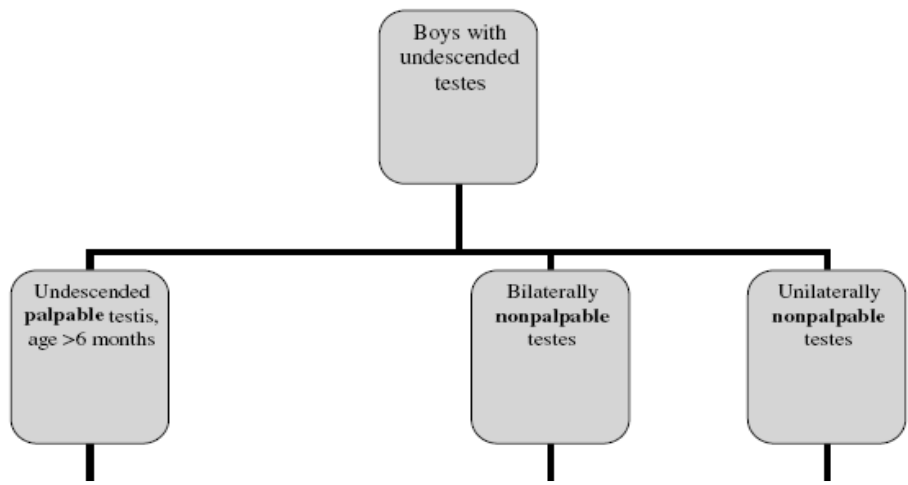 Boys with
undescended
testes
Undescended
palpable testis,
age >6 months
Bilaterally
nonpalpable
testes
Unilaterally
nonpalpable
testes